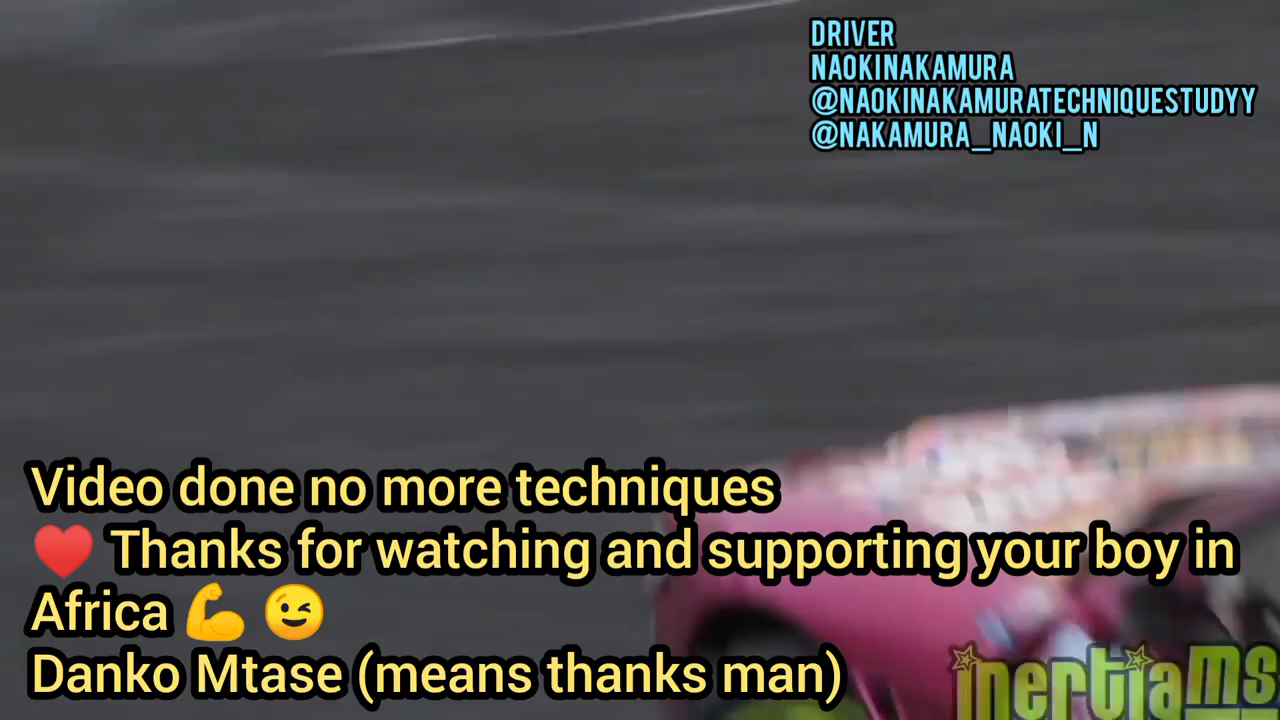 DRIVER
NAOKINAKAMURA
@NAOKINAKAMURATECHNIQUESTUDYY
@NAKAMURA_NAOKI_N
Video done no more techniques
❤️ Thanks for watching and supporting your boy in
Africa 💪 😉
Danko Mtase (means thanks man)
inertiams